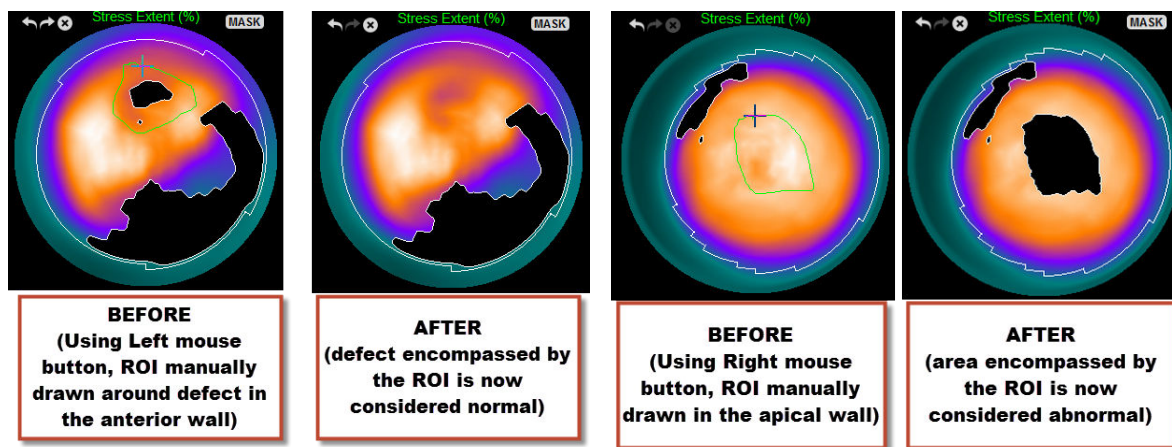 Stress Extent (%)
MASK
Stress Extent (%)
MASK
Stress Extent (%)
MASK
Stress Extent (%)
MASK
BEFORE
(Using Left mouse
button, ROI manually
drawn around defect in
the anterior wall)
AFTER
(defect encompassed by
the ROI is now
considered normal)
BEFORE
(Using Right mouse
button, ROI manually
drawn in the apical wall)
AFTER
(area encompassed by
the ROI is now
considered abnormal)